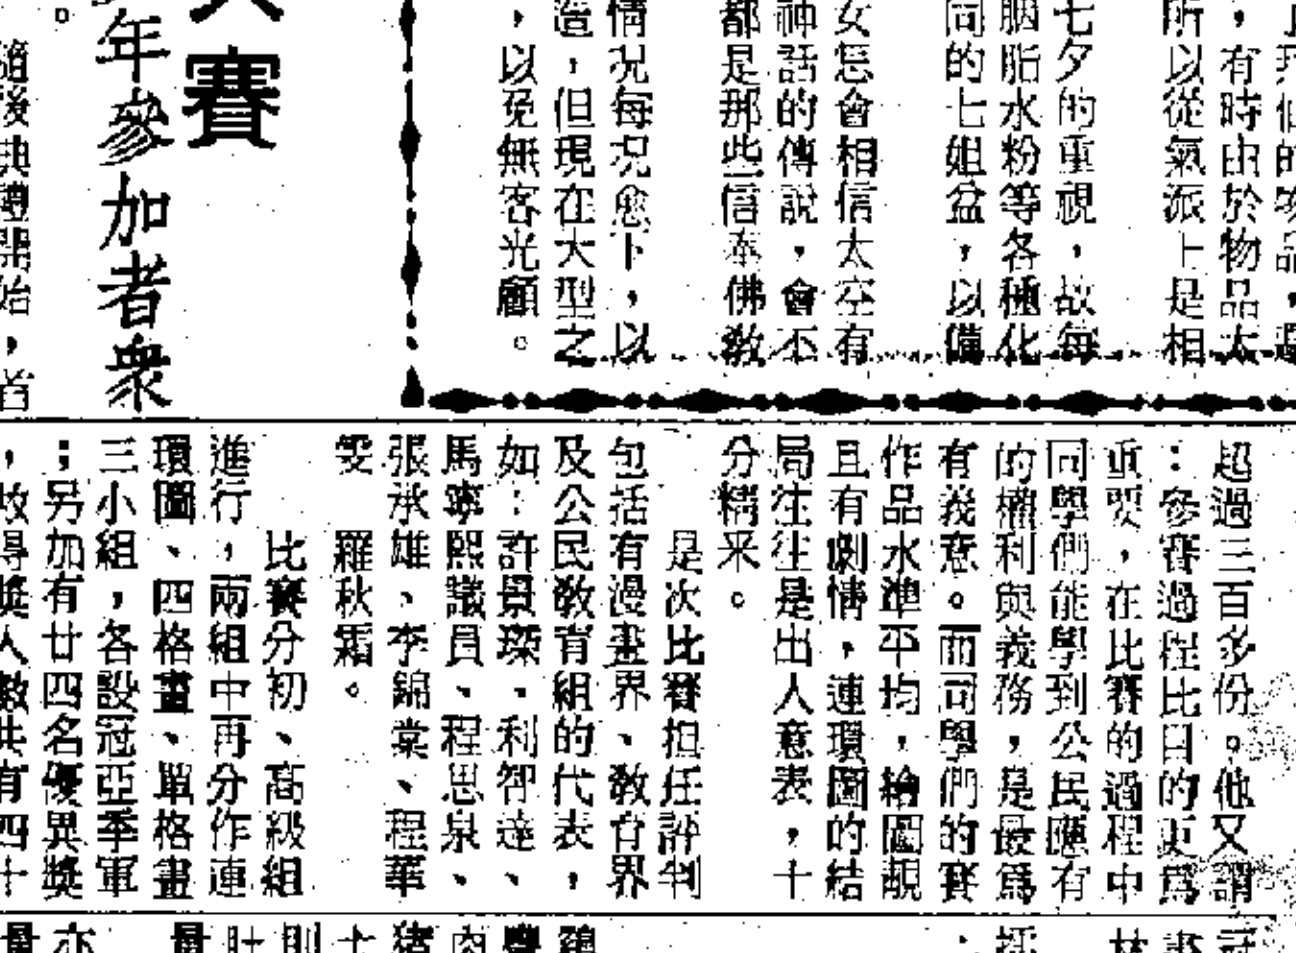 ，有時由於物品太
所以從氣派上是相
七夕的重視，故每
胭脂水粉等各種化
同的七姐盆，以備
女怎會相信太空有
神話的傳說，會不
都是那些信奉佛教
情况每况愈下，以
造，但現在大型之
，以免無客光顧。
賽
年參加者衆
隨後典禮開始，首
超過三百多份。他又謂
：參賽過程比目的更爲
重要，在比賽的過程中
同學們能學到公民應有
的權利與義務，是最爲
有義意。而同學們的賽
作品水準平均，繪圖靚
且有劇情，連環圖的結
局往往是出人意表，十
分精釆。
是次比賽担任評判
包括有漫畫界、敎育界
及公民敎育組的代表，
如：許景琛、利智達、
馬寧熙議員、程思泉、
張承雄、李錦棠、程華
雯　羅秋霜。
比賽分初、高級組
進行，兩組中再分作連
環圖、四格畫、單格畫
三小組，各設冠亞季軍
；另加有廿四名優異獎
，故得獎人數共有四十